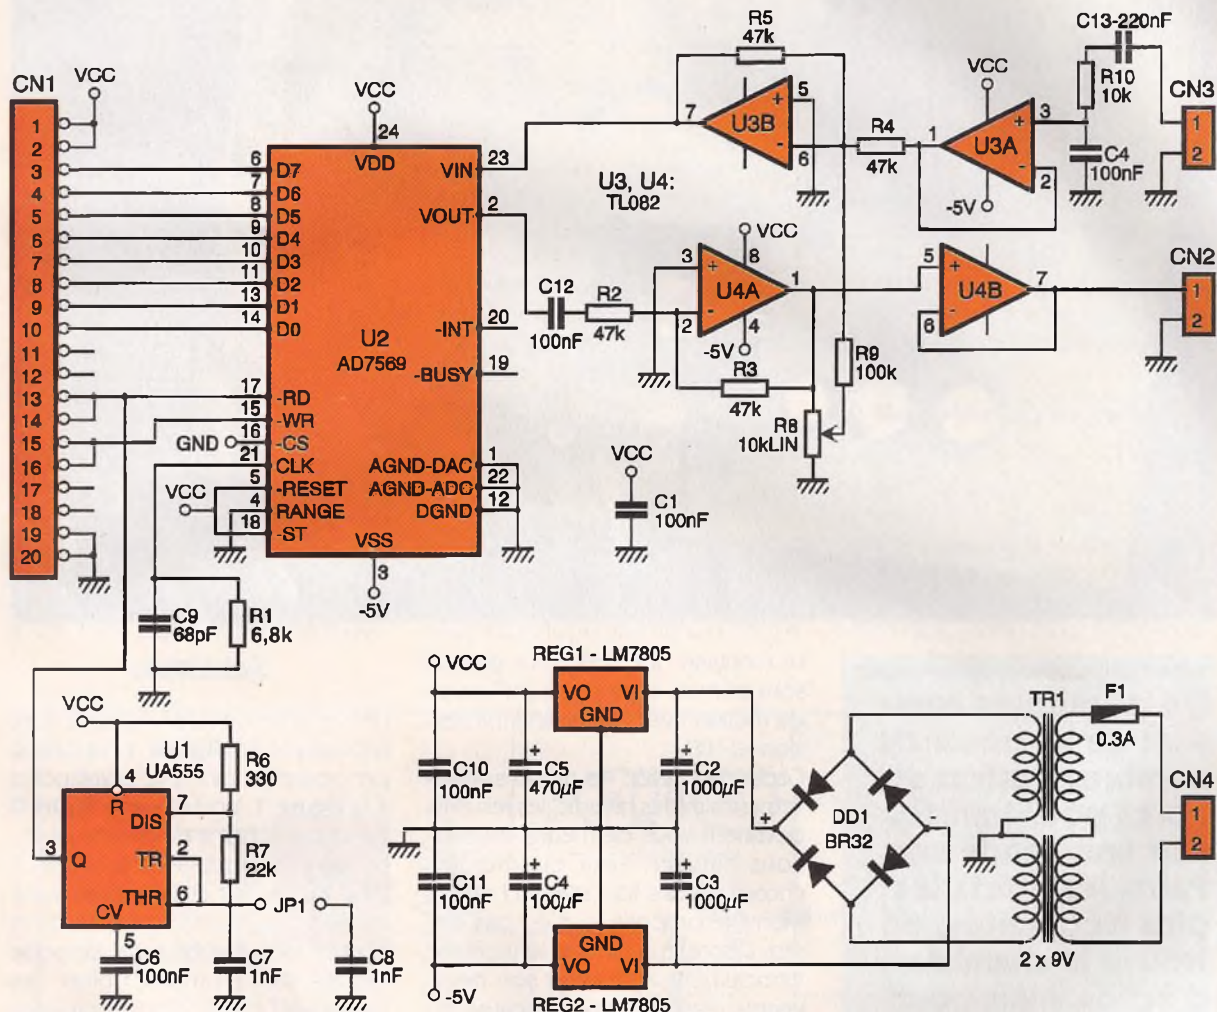 CN1
VCC
1
2
3
4
5
6
7
8
9
10
11
12
13
14
15
16
17
18
19
20
VCC
24
VDD
6 D7
7 D6
8 D5
9 D4
10 D3
11 D2
13 D1
14 D0
17 -RD
15 -WR
GND 16 -CS
21 CLK
VCC 5 -RESET
4 RANGE
18 -ST
U2
AD7569
VIN 23
VOUT 2
-INT 20
-BUSY 19
AGND-DAC 1
AGND-ADC 22
DGND 12
VSS
3
-5V
C9
68pF
R1
6,8k
R5
47k
7
U3B
+ 5
- 6
R4
47k
1
VCC
U3A
+ 3
- 2
-5V
C13-220nF
R10
10k
C4
100nF
CN3
1
2
U3, U4:
TL082
C12
100nF
R2
47k
3 +
2 -
VCC
8
U4A
1
4
-5V
R3
47k
5 +
6 -
U4B
7
CN2
1
2
R9
100k
R8
10kLIN
VCC
C1
100nF
VCC
U1
UA555
4
R
R6
330
7
DIS
3 Q
TR 2
THR 6
CV
5
R7
22k
JP1
C6
100nF
C7
1nF
C8
1nF
VCC
REG1 - LM7805
VO VI
GND
C10
100nF
+
C5
470µF
+
C2
1000µF
C11
100nF
+
C4
100µF
+
C3
1000µF
GND
VO VI
-5V
REG2 - LM7805
+
DD1
BR32
-
TR1
2 x 9V
F1
0.3A
CN4
1
2